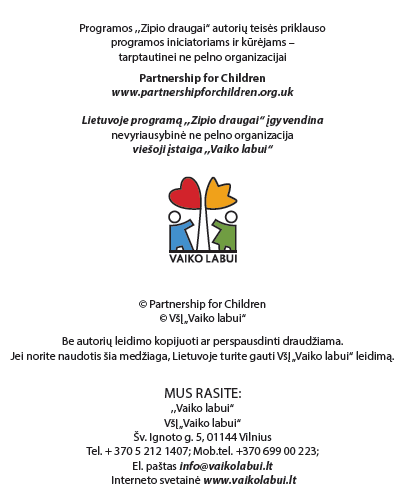 Programos ,,Zipio draugai“ autorių teisės priklauso
programos iniciatoriams ir kūrėjams –
tarptautinei ne pelno organizacijai
Partnership for Children
www.partnershipforchildren.org.uk
Lietuvoje programą ,,Zipio draugai“ įgyvendina
nevyriausybinė ne pelno organizacija
viešoji įstaiga ,,Vaiko labui“
VAIKO LABUI
© Partnership for Children
© VšĮ „Vaiko labui“
Be autorių leidimo kopijuoti ar perspausdinti draudžiama.
Jei norite naudotis šia medžiaga, Lietuvoje turite gauti VšĮ „Vaiko labui“ leidimą.
MUS RASITE:
,,Vaiko labui“
VšĮ „Vaiko labui“
Šv. Ignoto g. 5, 01144 Vilnius
Tel. + 370 5 212 1407; Mob.tel. +370 699 00 223;
El. paštas info@vaikolabui.lt
Interneto svetainė www.vaikolabui.lt